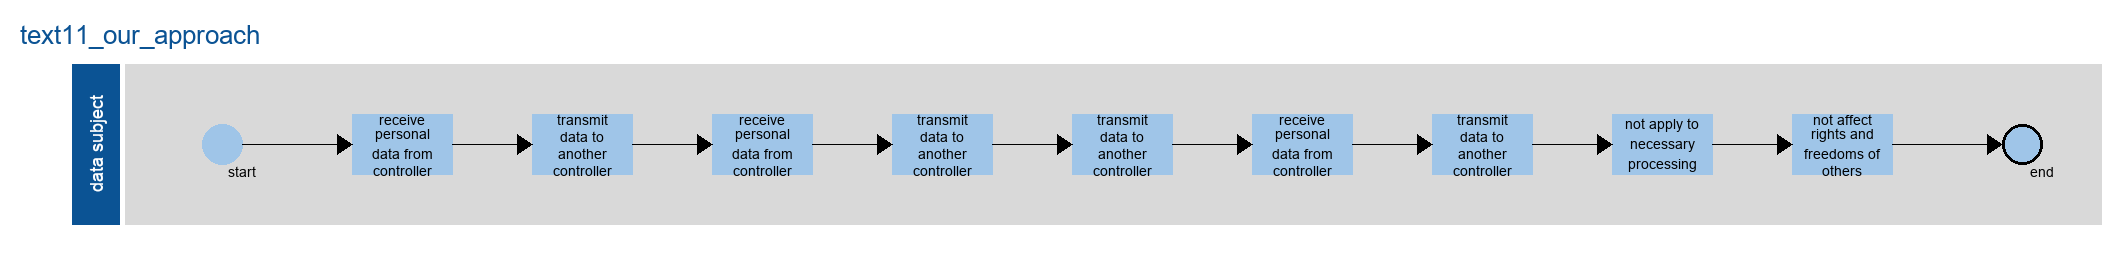 text11_our_approach
data subject
start
receive
personal
data from
controller
transmit
data to
another
controller
receive
personal
data from
controller
transmit
data to
another
controller
transmit
data to
another
controller
receive
personal
data from
controller
transmit
data to
another
controller
not apply to
necessary
processing
not affect
rights and
freedoms of
others
end